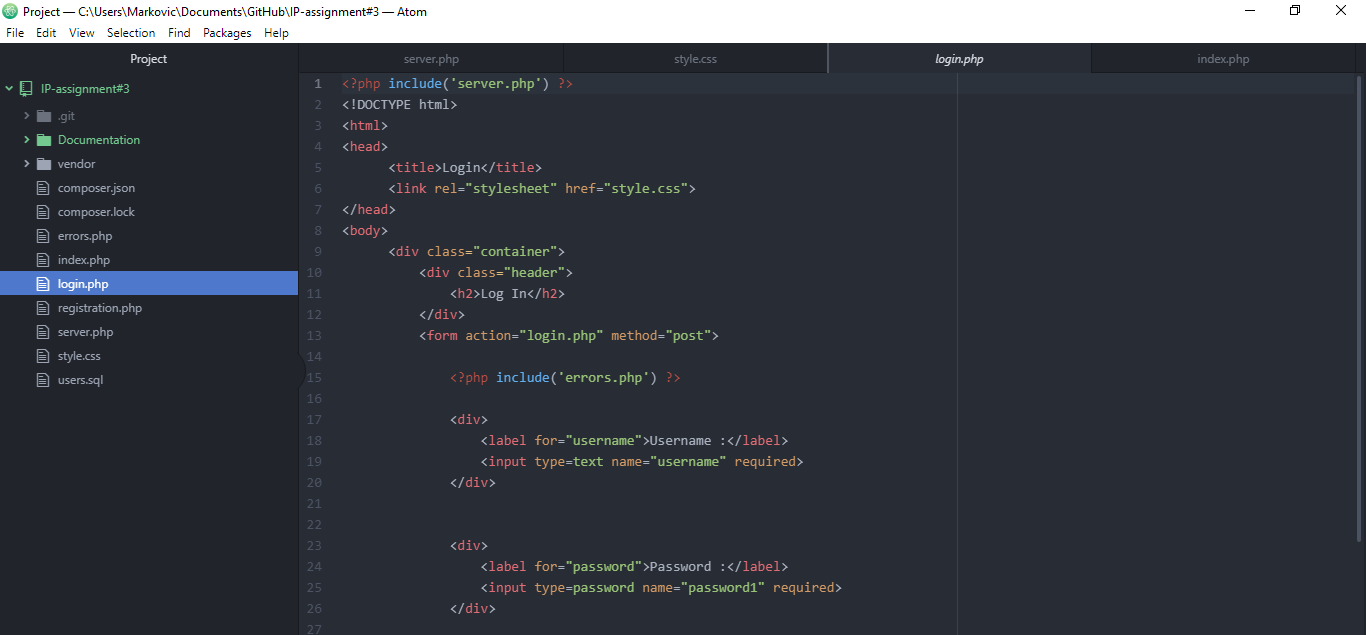 Project — C:\Users\Markovic\Documents\GitHub\IP-assignment#3 — Atom
File Edit View Selection Find Packages Help
Project
IP-assignment#3
.git
Documentation
vendor
composer.json
composer.lock
errors.php
index.php
login.php
registration.php
server.php
style.css
users.sql
server.php style.css login.php index.php
1 <?php include('server.php') ?>
2 <!DOCTYPE html>
3 <html>
4 <head>
5 <title>Login</title>
6 <link rel="stylesheet" href="style.css">
7 </head>
8 <body>
9 <div class="container">
10 <div class="header">
11 <h2>Log In</h2>
12 </div>
13 <form action="login.php" method="post">
14
15 <?php include('errors.php') ?>
16
17 <div>
18 <label for="username">Username :</label>
19 <input type=text name="username" required>
20 </div>
21
22
23 <div>
24 <label for="password">Password :</label>
25 <input type=password name="password1" required>
26 </div>
27